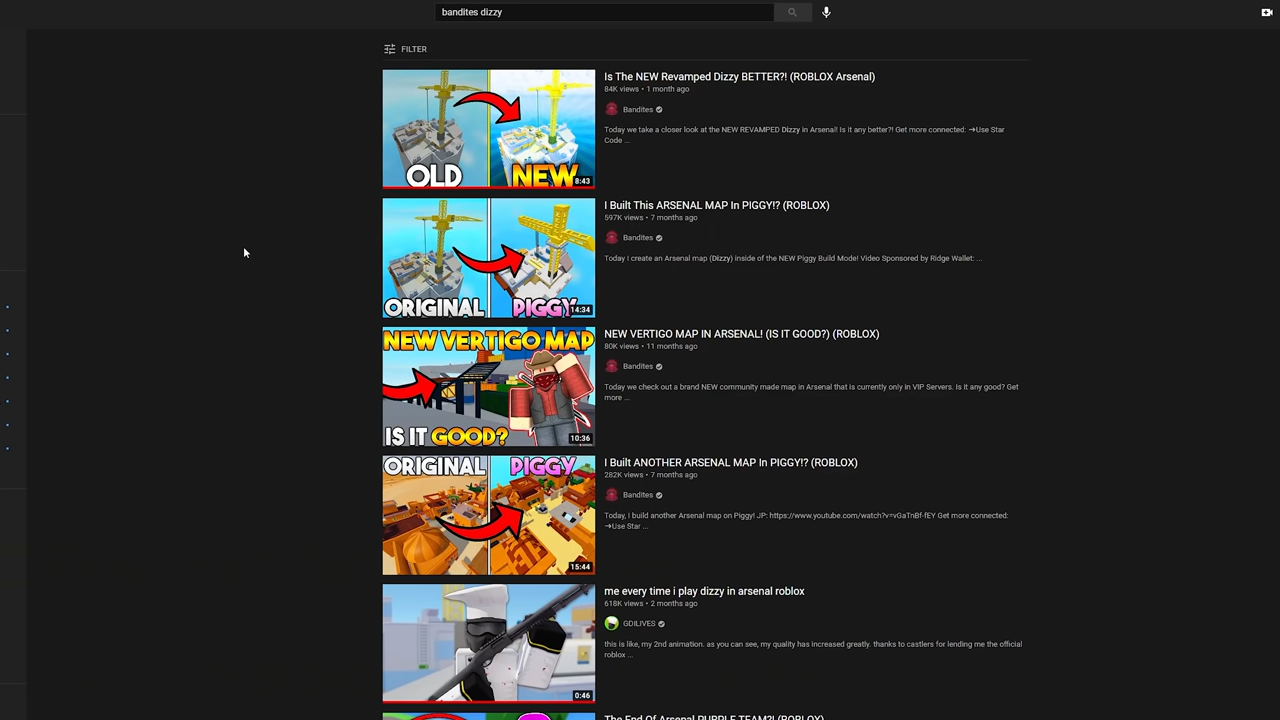 bandites dizzy
FILTER
OLD
NEW
8:43
Is The NEW Revamped Dizzy BETTER?! (ROBLOX Arsenal)
84K views • 1 month ago
Bandites
Today we take a closer look at the NEW REVAMPED Dizzy in Arsenal! Is it any better?! Get more connected: ➔Use Star
Code ...
ORIGINAL
PIGGY
14:34
I Built This ARSENAL MAP In PIGGY!? (ROBLOX)
597K views • 7 months ago
Bandites
Today I create an Arsenal map (Dizzy) inside of the NEW Piggy Build Mode! Video Sponsored by Ridge Wallet: ...
NEW VERTIGO MAP
IS IT GOOD?
10:36
NEW VERTIGO MAP IN ARSENAL! (IS IT GOOD?) (ROBLOX)
80K views • 11 months ago
Bandites
Today we check out a brand NEW community made map in Arsenal that is currently only in VIP Servers. Is it any good? Get
more ...
ORIGINAL
PIGGY
15:44
I Built ANOTHER ARSENAL MAP In PIGGY!? (ROBLOX)
282K views • 7 months ago
Bandites
Today, I build another Arsenal map on Piggy! JP: https://www.youtube.com/watch?v=vGaTnBf-fEY Get more connected:
➔Use Star ...
0:46
me every time i play dizzy in arsenal roblox
618K views • 2 months ago
GDILIVES
this is like, my 2nd animation. as you can see, my quality has increased greatly. thanks to castlers for lending me the official
roblox ...
The End Of Arsenal PURPLE TEAM?! (ROBLOX)